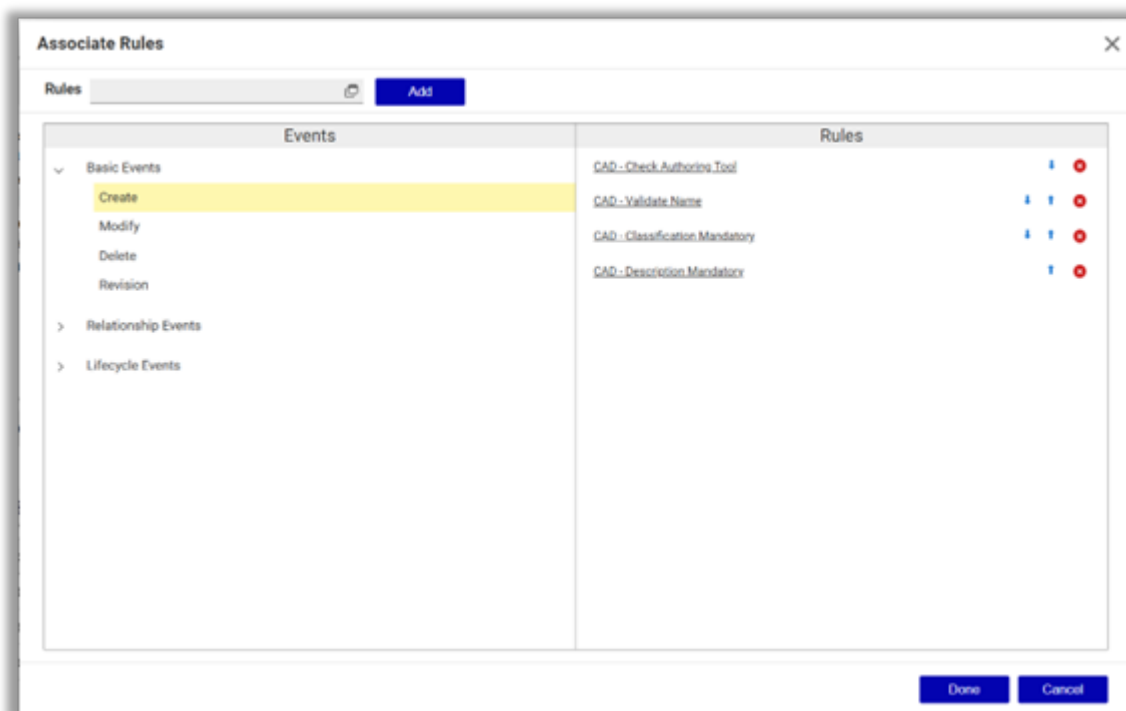 Associate Rules
Rules
Add
Events
Rules
Basic Events
Create
Modify
Delete
Revision
Relationship Events
Lifecycle Events
CAD - Check Authoring Tool
CAD - Validate Name
CAD - Classification Mandatory
CAD - Description Mandatory
Done
Cancel